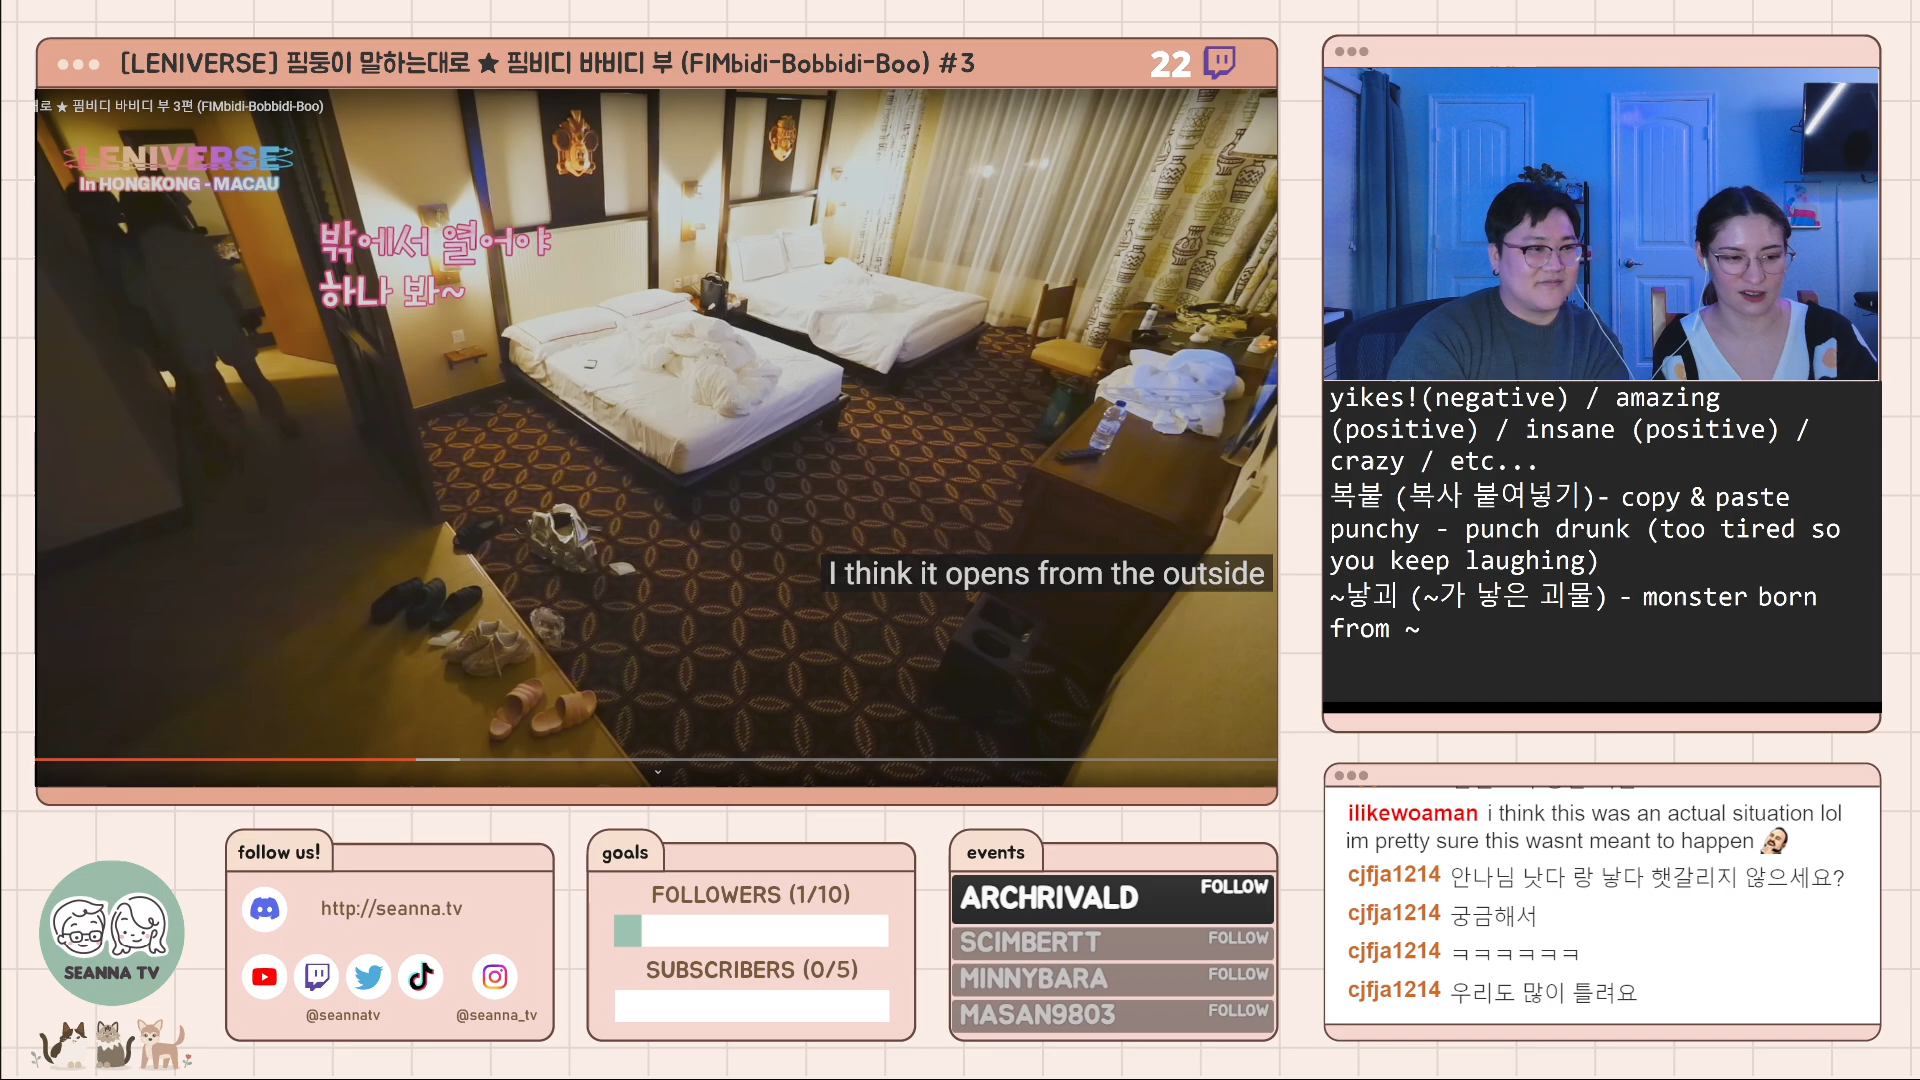 [LENIVERSE] 핌둥이 말하는대로 ★ 핌비디 바비디 부 (FIMbidi-Bobbidi-Boo) #3
22
로 ★ 핌비디 바비디 부 3편 (FIMbidi-Bobbidi-Boo)
LENIVERSE
In HONGKONG - MACAU
밖에서 열어야
하나 봐~
I think it opens from the outside
yikes!(negative) / amazing
(positive) / insane (positive) /
crazy / etc...
복붙 (복사 붙여넣기)- copy & paste
punchy - punch drunk (too tired so
you keep laughing)
~낳괴 (~가 낳은 괴물) - monster born
from ~
ilikewoaman i think this was an actual situation lol
im pretty sure this wasnt meant to happen
cjfja1214 안나님 낫다 랑 낳다 햇갈리지 않으세요?
cjfja1214 궁금해서
cjfja1214 ㅋㅋㅋㅋㅋㅋ
cjfja1214 우리도 많이 틀려요
SEANNA TV
follow us!
http://seanna.tv
@seannatv
@seanna_tv
goals
FOLLOWERS (1/10)
SUBSCRIBERS (0/5)
events
ARCHRIVALD FOLLOW
SCIMBERTT FOLLOW
MINNYBARA FOLLOW
MASAN9803 FOLLOW